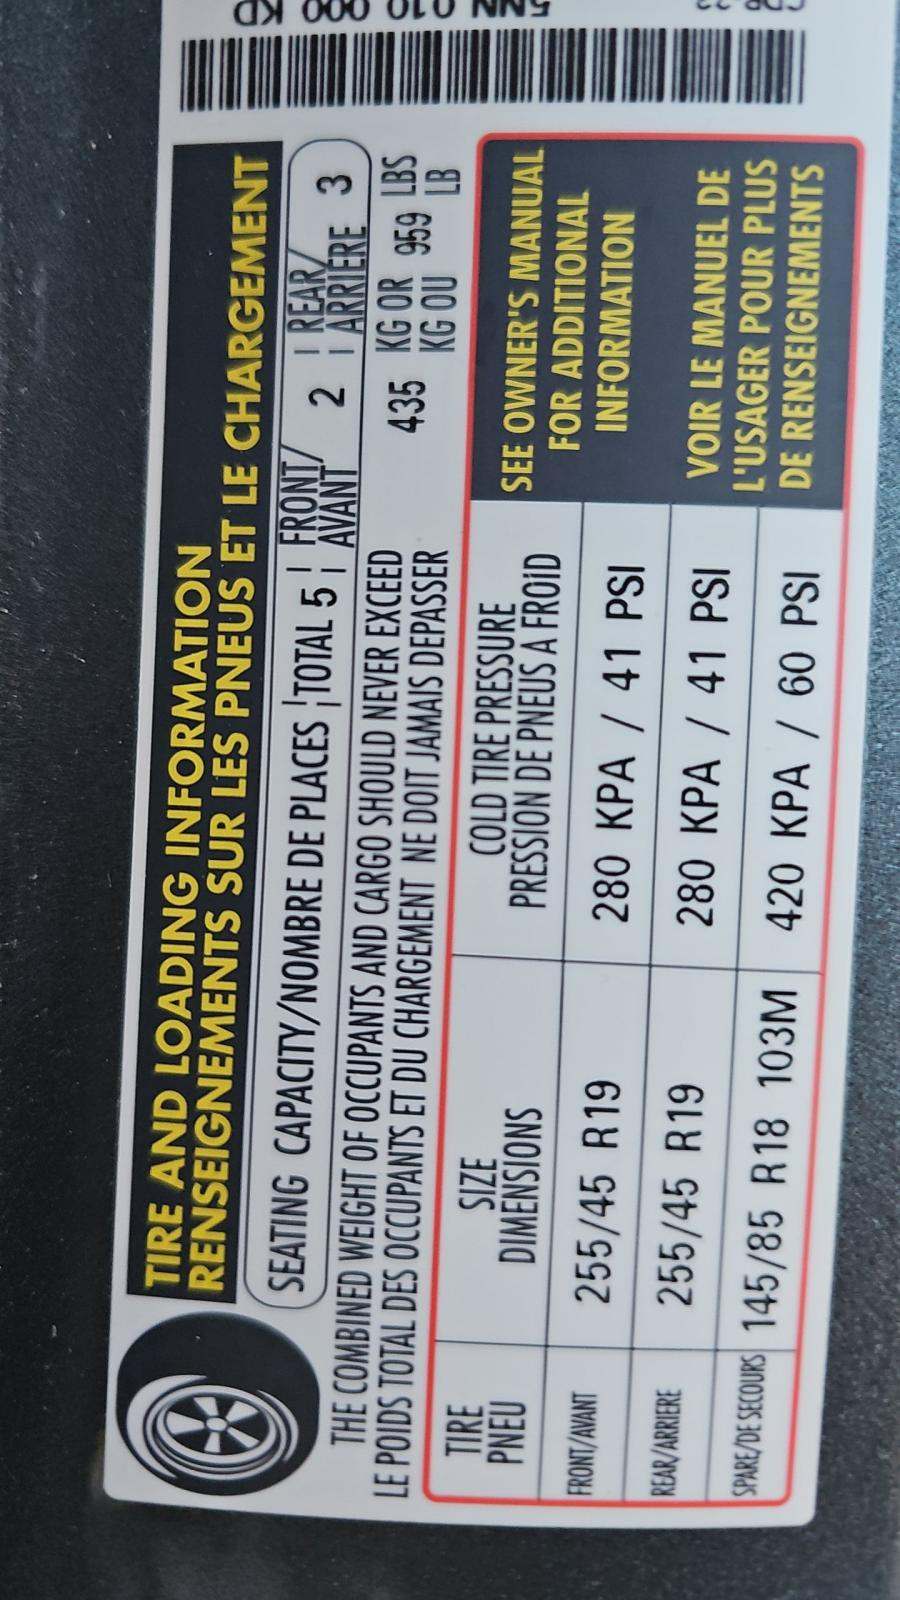 TIRE AND LOADING INFORMATION
RENSEIGNEMENTS SUR LES PNEUS ET LE CHARGEMENT
SEATING CAPACITY/NOMBRE DE PLACES | TOTAL 5 | FRONT/AVANT 2 | REAR/ARRIÈRE 3
THE COMBINED WEIGHT OF OCCUPANTS AND CARGO SHOULD NEVER EXCEED 435 KG OR 959 LBS
LE POIDS TOTAL DES OCCUPANTS ET DU CHARGEMENT NE DOIT JAMAIS DEPASSER KG OU LB
TIRE SIZE COLD TIRE PRESSURE
PNEU DIMENSIONS PRESSION DE PNEUS A FROiD
FRONT/AVANT 255/45 R19 280 KPA / 41 PSI
REAR/ARRIERE 255/45 R19 280 KPA / 41 PSI
SPARE/DE SECOURS 145/85 R18 103M 420 KPA / 60 PSI
SEE OWNER'S MANUAL
FOR ADDITIONAL
INFORMATION
VOIR LE MANUEL DE
L'USAGER POUR PLUS
DE RENSEIGNEMENTS
5NN 010 000 KD